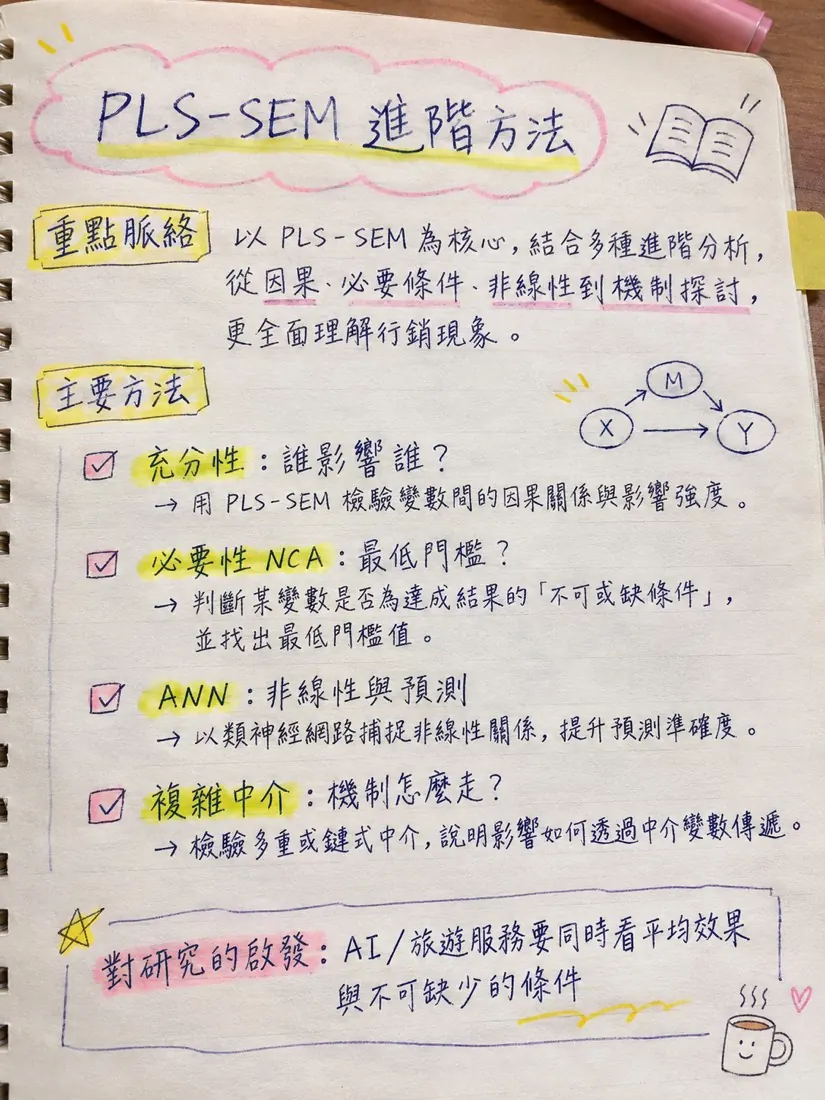 PLS-SEM 進階方法
重點脈絡
以 PLS-SEM 為核心,結合多種進階分析,
從因果、必要條件、非線性到機制探討,
更全面理解行銷現象。
主要方法
M
X
Y
充分性:誰影響誰?
→ 用 PLS-SEM 檢驗變數間的因果關係與影響強度。
必要性 NCA:最低門檻?
→ 判斷某變數是否為達成結果的「不可或缺條件」,
並找出最低門檻值。
ANN:非線性與預測
→ 以類神經網路捕捉非線性關係,提升預測準確度。
複雜中介:機制怎麼走?
→ 檢驗多重或鏈式中介,說明影響如何透過中介變數傳遞。
對研究的啟發:AI/旅遊服務要同時看平均效果
與不可缺少的條件